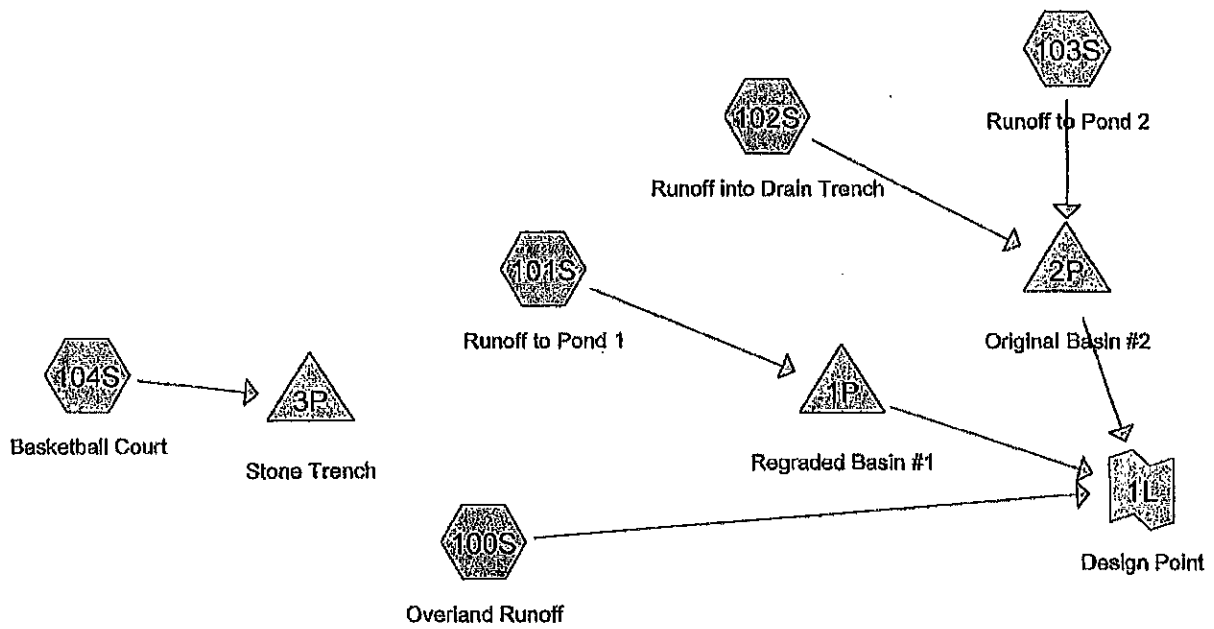 103S
Runoff to Pond 2
102S
Runoff into Drain Trench
101S
Runoff to Pond 1
2P
Original Basin #2
104S
Basketball Court
3P
Stone Trench
1P
Regraded Basin #1
1L
Design Point
100S
Overland Runoff